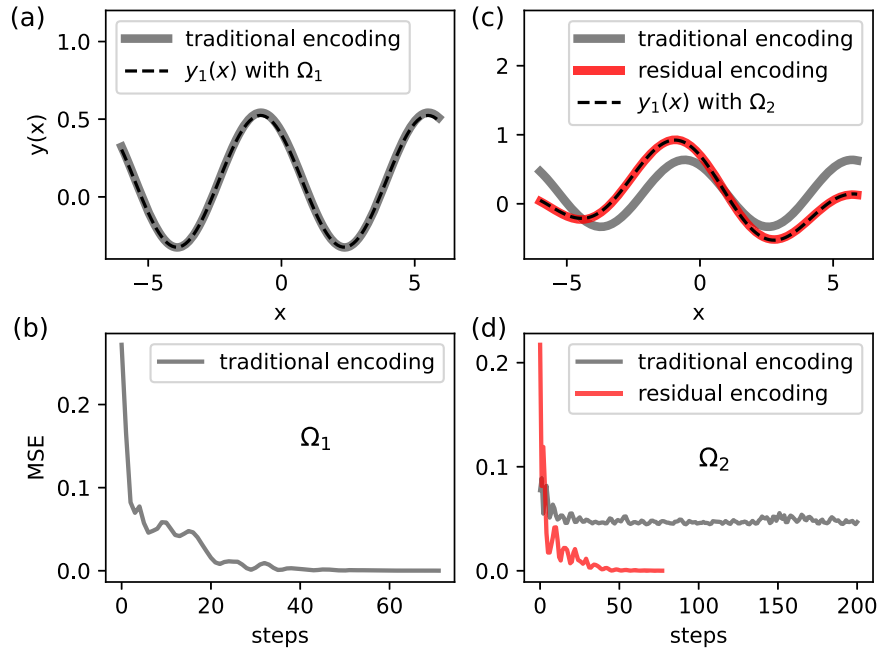 (a)
traditional encoding
y₁(x) with Ω₁
1.0
0.5
0.0
y(x)
−5
0
5
x
(c)
traditional encoding
residual encoding
y₁(x) with Ω₂
2
1
0
−5
0
5
x
(b)
traditional encoding
Ω₁
0.2
0.1
0.0
MSE
0
20
40
60
steps
(d)
traditional encoding
residual encoding
Ω₂
0.2
0.1
0.0
0
50
100
150
200
steps